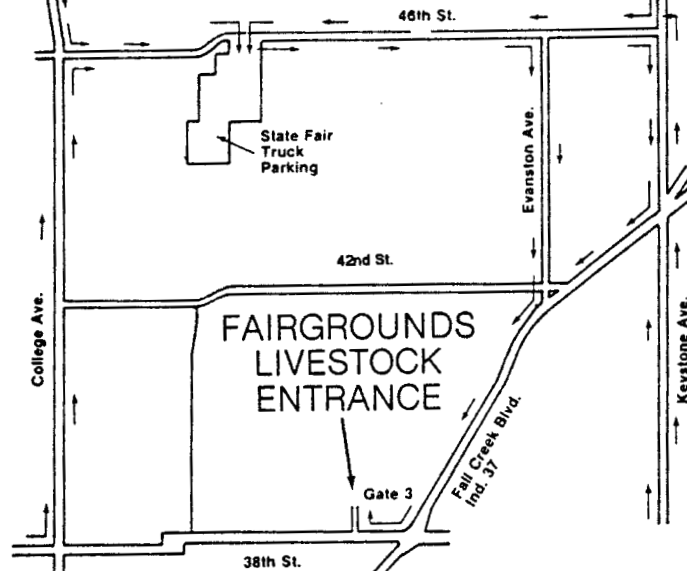 46th St.
State Fair
Truck
Parking
Evanston Ave.
42nd St.
College Ave.
FAIRGROUNDS
LIVESTOCK
ENTRANCE
Keystone Ave.
Fall Creek Blvd.
Ind. 37
Gate 3
38th St.